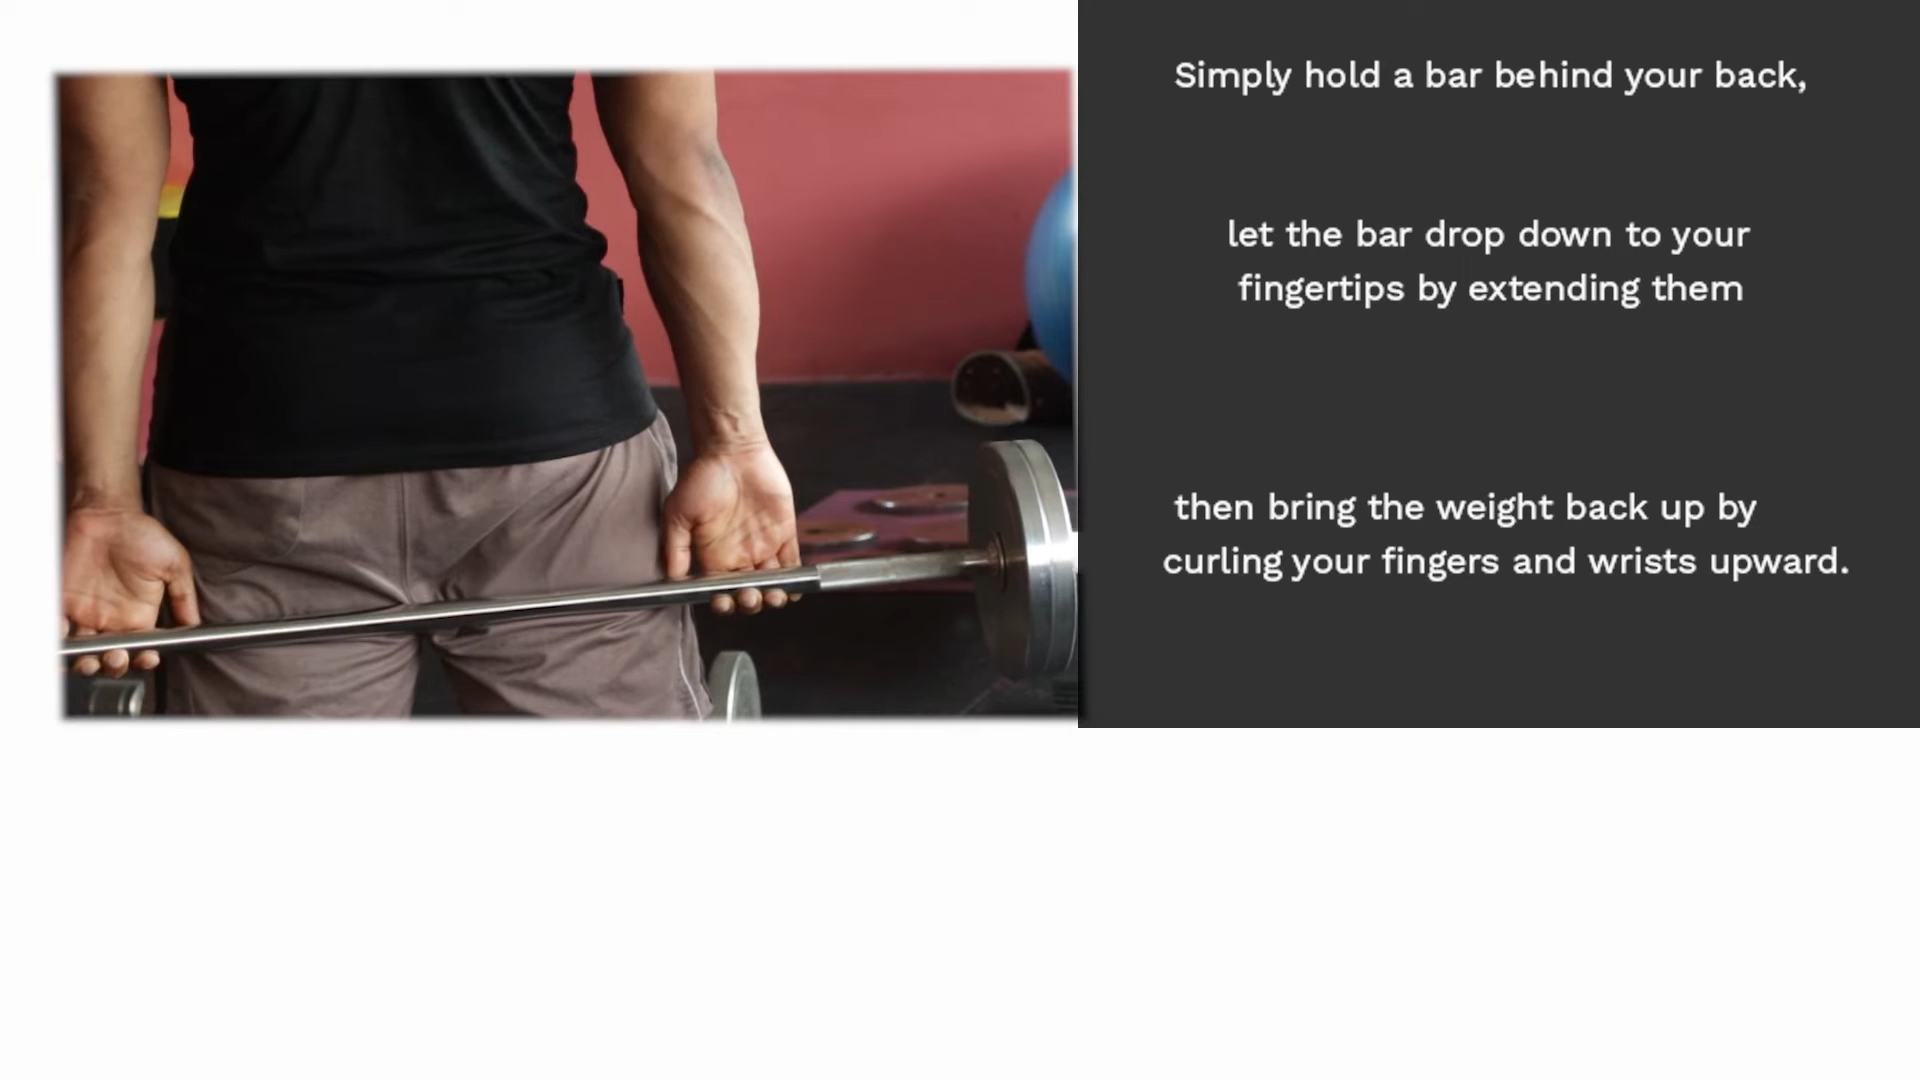 Simply hold a bar behind your back,
let the bar drop down to your
fingertips by extending them
then bring the weight back up by
curling your fingers and wrists upward.